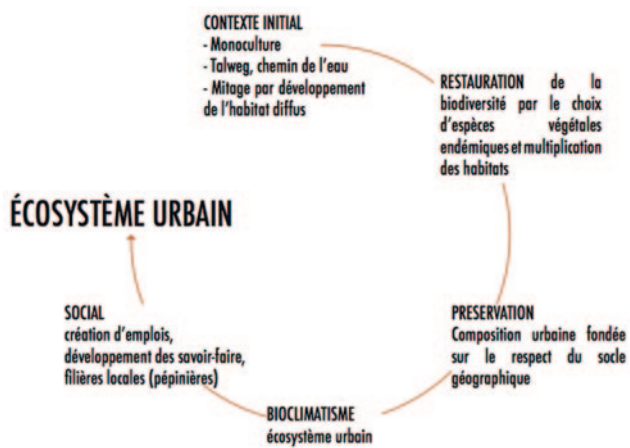 CONTEXTE INITIAL
- Monoculture
- Talweg, chemin de l'eau
- Mitage par développement
de l'habitat diffus
RESTAURATION de la
biodiversité par le choix
d'espèces végétales
endémiques et multiplication
des habitats
PRESERVATION
Composition urbaine fondée
sur le respect du socle
géographique
BIOCLIMATISME
écosystème urbain
SOCIAL
création d'emplois,
développement des savoir-faire,
filières locales (pépinières)
ÉCOSYSTÈME URBAIN